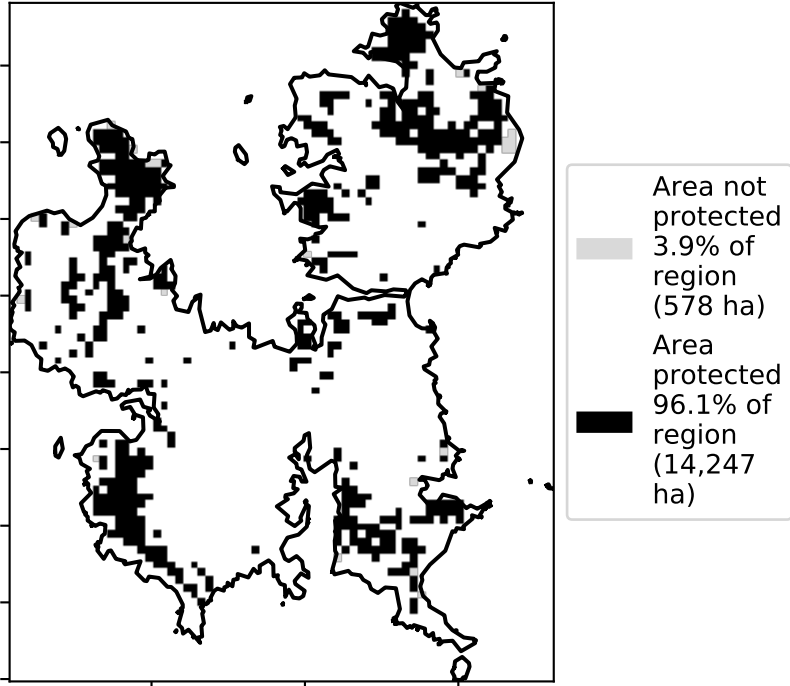 Area not
protected
3.9% of
region
(578 ha)
Area
protected
96.1% of
region
(14,247
ha)